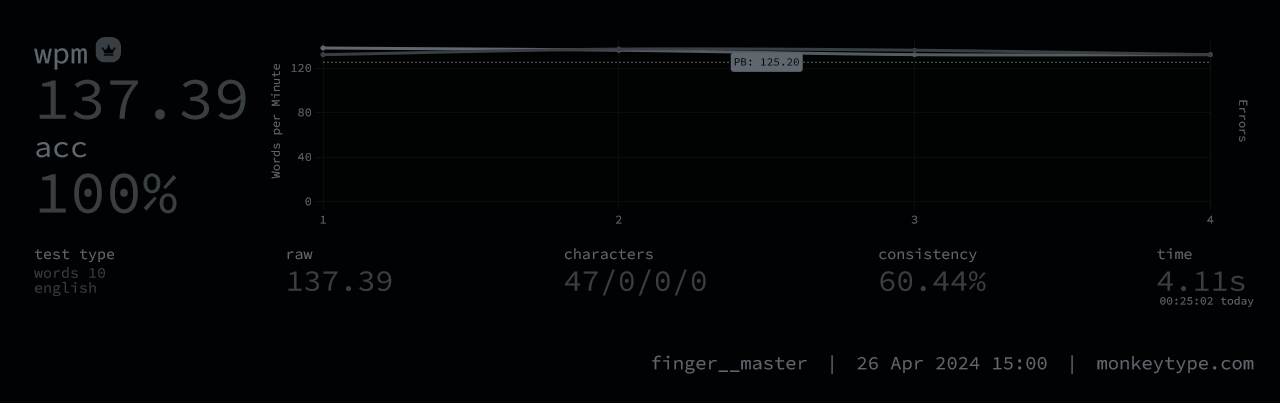 wpm
137.39
acc
100%
Words per Minute
120
80
40
0
PB: 125.20
1 2 3 4
Errors
test type
words 10
english
raw
137.39
characters
47/0/0/0
consistency
60.44%
time
4.11s
00:25:02 today
finger__master | 26 Apr 2024 15:00 | monkeytype.com